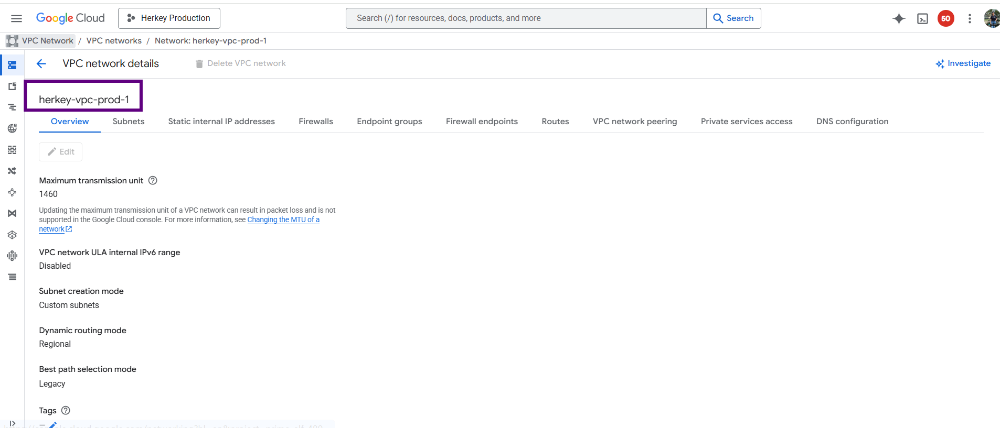 Google Cloud
Herkey Production
Search (/) for resources, docs, products, and more
Search
50
VPC Network / VPC networks / Network: herkey-vpc-prod-1
VPC network details
Delete VPC network
Investigate
herkey-vpc-prod-1
Overview
Subnets
Static internal IP addresses
Firewalls
Endpoint groups
Firewall endpoints
Routes
VPC network peering
Private services access
DNS configuration
Edit
Maximum transmission unit
1460
Updating the maximum transmission unit of a VPC network can result in packet loss and is not
supported in the Google Cloud console. For more information, see Changing the MTU of a
network
VPC network ULA internal IPv6 range
Disabled
Subnet creation mode
Custom subnets
Dynamic routing mode
Regional
Best path selection mode
Legacy
Tags